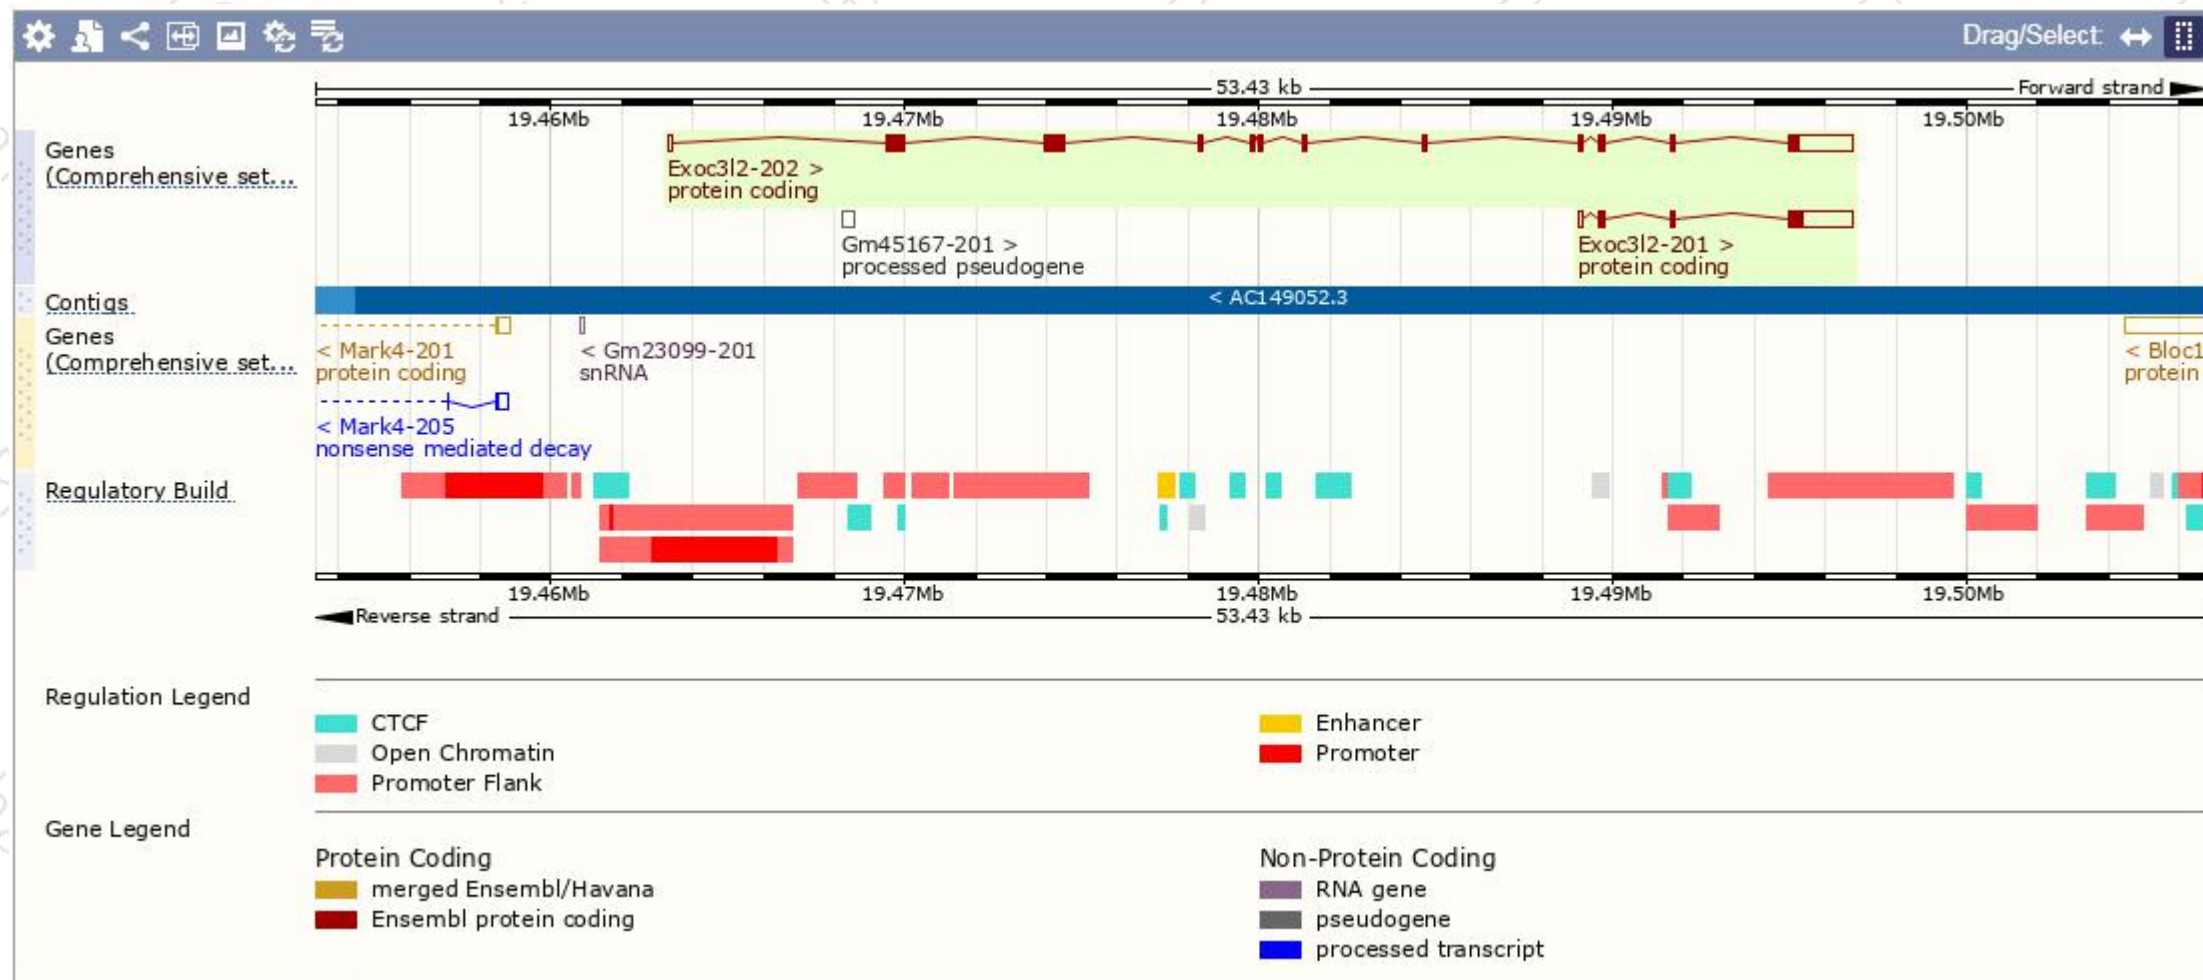 Drag/Select:
53.43 kb
Forward strand
19.46Mb 19.47Mb 19.48Mb 19.49Mb 19.50Mb
Genes
(Comprehensive set...
Exoc3l2-202 >
protein coding
Gm45167-201 >
processed pseudogene
Exoc3l2-201 >
protein coding
Contigs
< AC149052.3
Genes
(Comprehensive set...
< Mark4-201
protein coding
< Gm23099-201
snRNA
< Bloc1
protein
< Mark4-205
nonsense mediated decay
Regulatory Build
19.46Mb 19.47Mb 19.48Mb 19.49Mb 19.50Mb
Reverse strand
53.43 kb
Regulation Legend
CTCF
Open Chromatin
Promoter Flank
Enhancer
Promoter
Gene Legend
Protein Coding
merged Ensembl/Havana
Ensembl protein coding
Non-Protein Coding
RNA gene
pseudogene
processed transcript